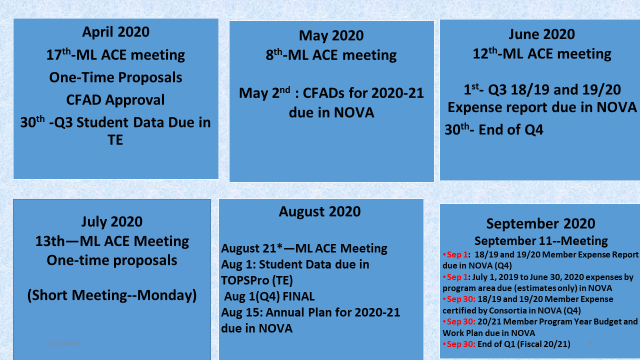 April 2020
17th-ML ACE meeting
One-Time Proposals
CFAD Approval
30th -Q3 Student Data Due in
TE
May 2020
8th-ML ACE meeting
May 2nd : CFADs for 2020-21
due in NOVA
June 2020
12th-ML ACE meeting
1st- Q3 18/19 and 19/20
Expense report due in NOVA
30th- End of Q4
July 2020
13th—ML ACE Meeting
One-time proposals
(Short Meeting--Monday)
August 2020
August 21*—ML ACE Meeting
Aug 1: Student Data due in
TOPSPro (TE)
Aug 1(Q4) FINAL
Aug 15: Annual Plan for 2020-21
due in NOVA
September 2020
September 11--Meeting
•Sep 1: 18/19 and 19/20 Member Expense Report
due in NOVA (Q4)
•Sep 1: July 1, 2019 to June 30, 2020 expenses by
program area due (estimates only) in NOVA
•Sep 30: 18/19 and 19/20 Member Expense
certified by Consortia in NOVA (Q4)
•Sep 30: 20/21 Member Program Year Budget and
Work Plan due in NOVA
•Sep 30: End of Q1 (Fiscal 20/21)